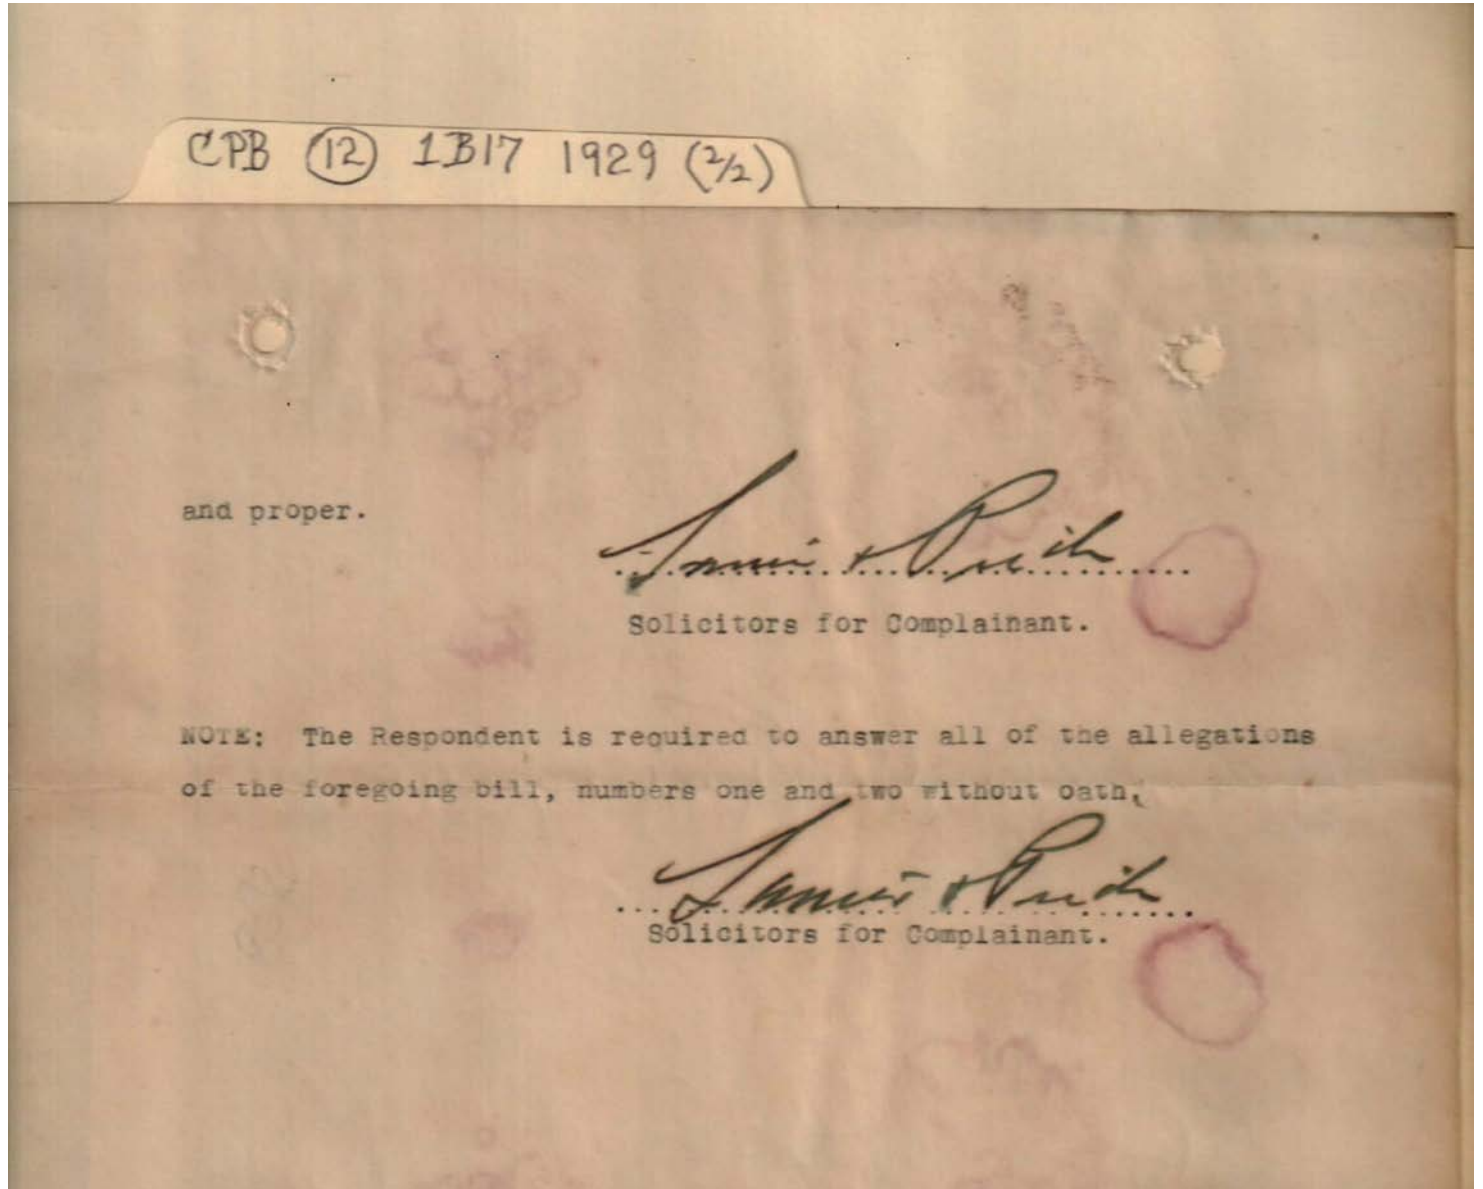 CPB (12) 1B17 1929 (2/2)
and proper.
Solicitors for Complainant.
NOTE: The Respondent is required to answer all of the allegations
of the foregoing bill, numbers one and two without oath.
Solicitors for Complainant.